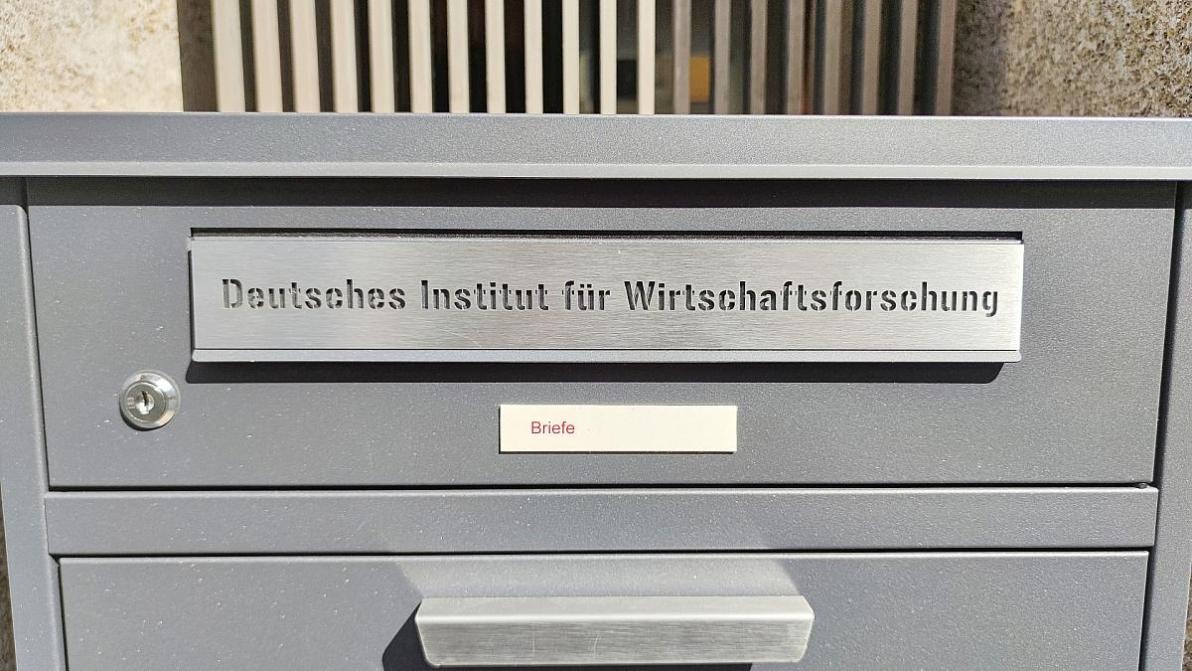 Deutsches Institut für Wirtschaftsforschung
Briefe